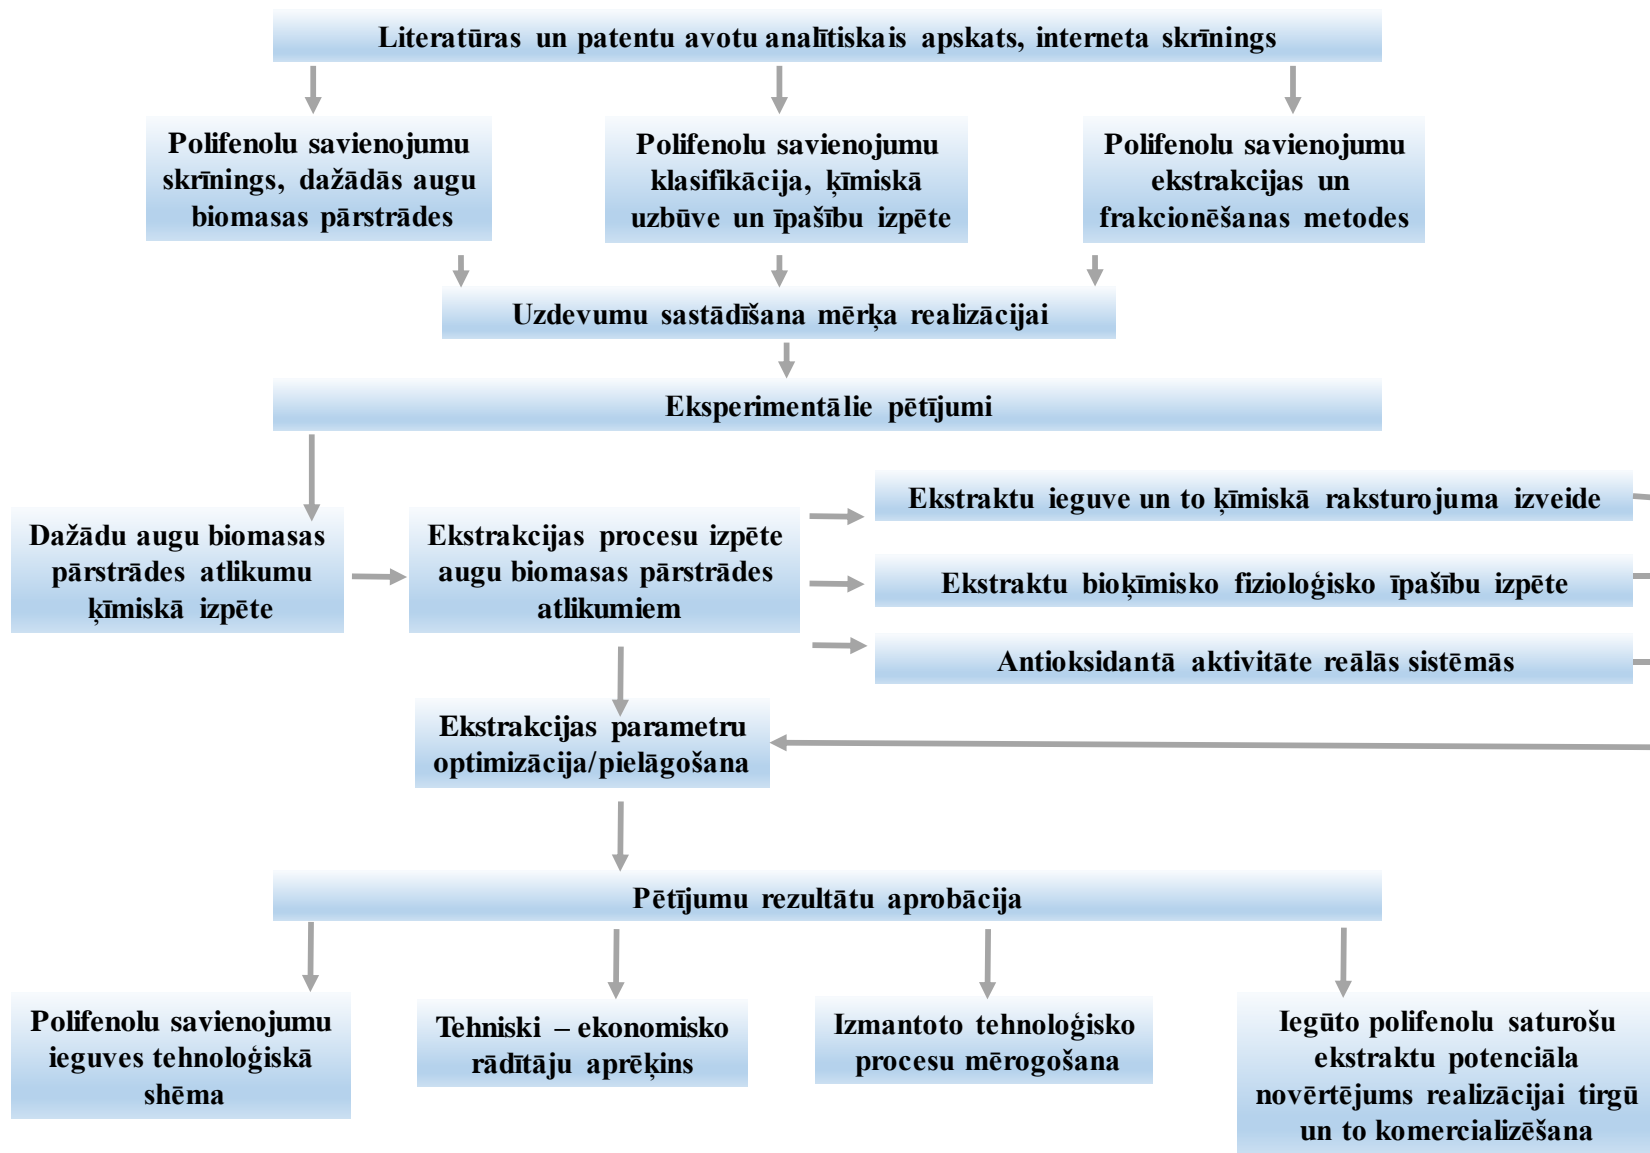 Literatūras un patentu avotu analītiskais apskats, interneta skrīnings
Polifenolu savienojumu
skrīnings, dažādās augu
biomasas pārstrādes
Polifenolu savienojumu
klasifikācija, ķīmiskā
uzbūve un īpašību izpēte
Polifenolu savienojumu
ekstrakcijas un
frakcionēšanas metodes
Uzdevumu sastādīšana mērķa realizācijai
Eksperimentālie pētījumi
Dažādu augu biomasas
pārstrādes atlikumu
ķīmiskā izpēte
Ekstrakcijas procesu izpēte
augu biomasas pārstrādes
atlikumiem
Ekstraktu ieguve un to ķīmiskā raksturojuma izveide
Ekstraktu bioķīmisko fizioloģisko īpašību izpēte
Antioksidantā aktivitāte reālās sistēmās
Ekstrakcijas parametru
optimizācija/pielāgošana
Pētījumu rezultātu aprobācija
Polifenolu savienojumu
ieguves tehnoloģiskā
shēma
Tehniski – ekonomisko
rādītāju aprēķins
Izmantoto tehnoloģisko
procesu mērogošana
Iegūto polifenolu saturošu
ekstraktu potenciāla
novērtējums realizācijai tirgū
un to komercializēšana